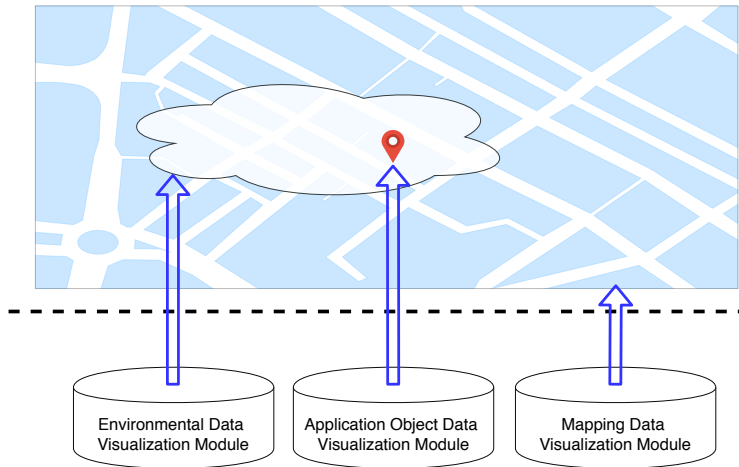 Environmental Data
Visualization Module
Application Object Data
Visualization Module
Mapping Data
Visualization Module